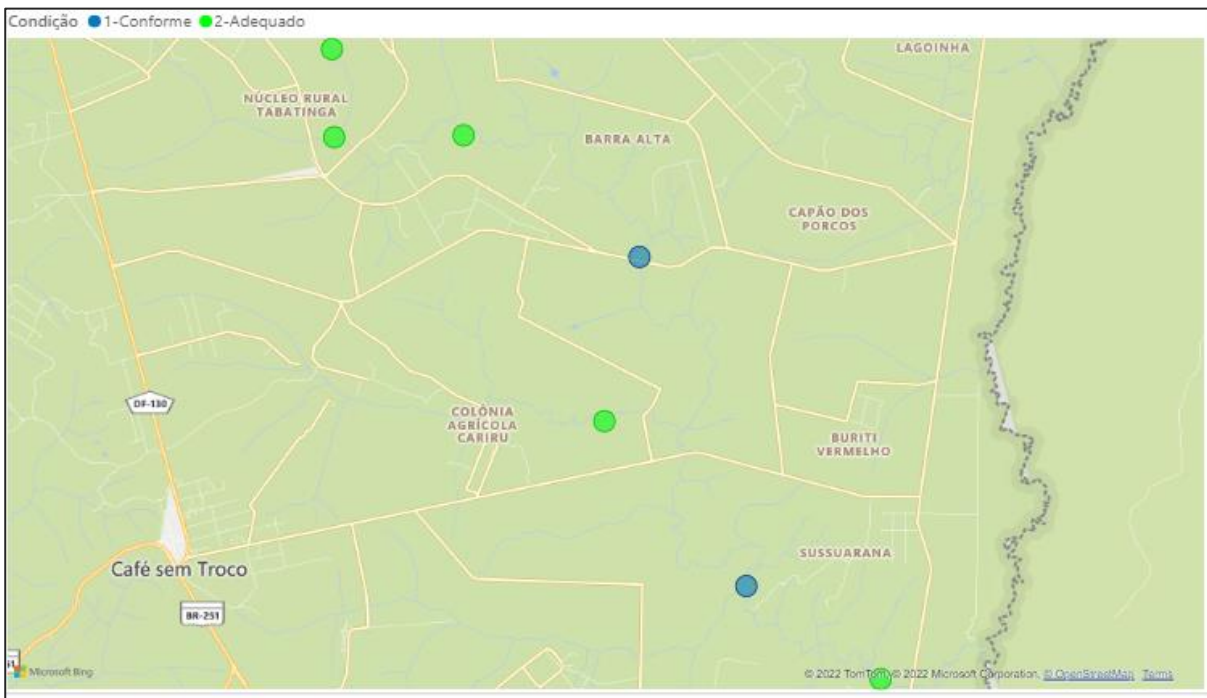 Condição 1-Conforme 2-Adequado
LAGOINHA
NÚCLEO RURAL
TABATINGA
BARRA ALTA
CAPÃO DOS
PORCOS
DF-130
COLÔNIA
AGRÍCOLA
CARIRU
BURITI
VERMELHO
SUSSUARANA
Café sem Troco
BR-251
Microsoft Bing
© 2022 TomTom, © 2022 Microsoft Corporation, © OpenStreetMap Terms